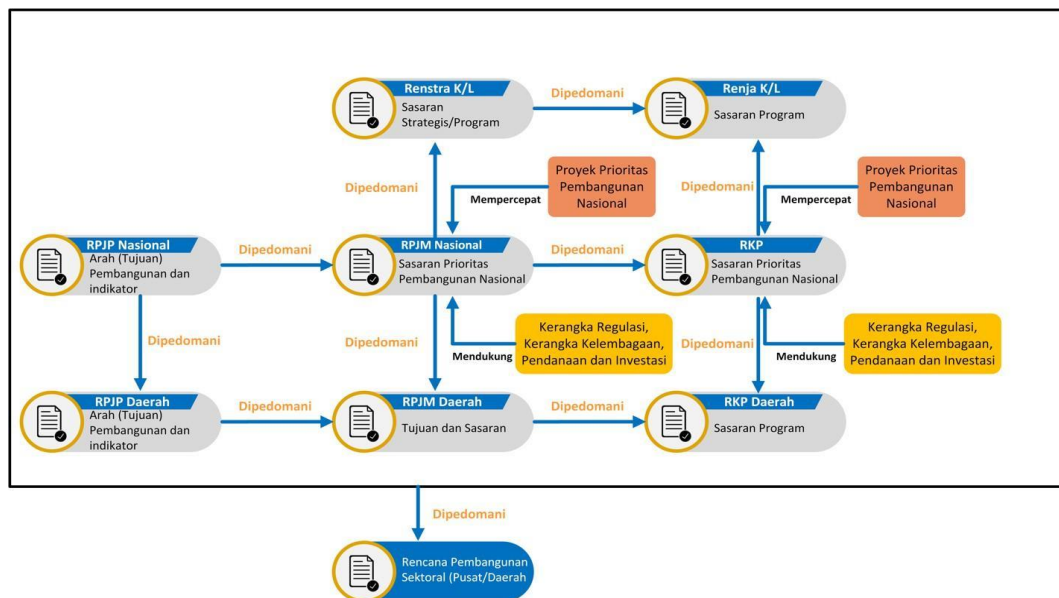 Renstra K/L
Sasaran
Strategis/Program
Dipedomani
Renja K/L
Sasaran Program
Dipedomani
Mempercepat
Proyek Prioritas
Pembangunan
Nasional
Dipedomani
Mempercepat
Proyek Prioritas
Pembangunan
Nasional
RPJP Nasional
Arah (Tujuan)
Pembangunan dan
indikator
Dipedomani
RPJM Nasional
Sasaran Prioritas
Pembangunan Nasional
Dipedomani
RKP
Sasaran Prioritas
Pembangunan Nasional
Dipedomani
Dipedomani
Mendukung
Kerangka Regulasi,
Kerangka Kelembagaan,
Pendanaan dan Investasi
Dipedomani
Mendukung
Kerangka Regulasi,
Kerangka Kelembagaan,
Pendanaan dan Investasi
RPJP Daerah
Arah (Tujuan)
Pembangunan dan
indikator
Dipedomani
RPJM Daerah
Tujuan dan Sasaran
Dipedomani
RKP Daerah
Sasaran Program
Dipedomani
Rencana Pembangunan
Sektoral (Pusat/Daerah